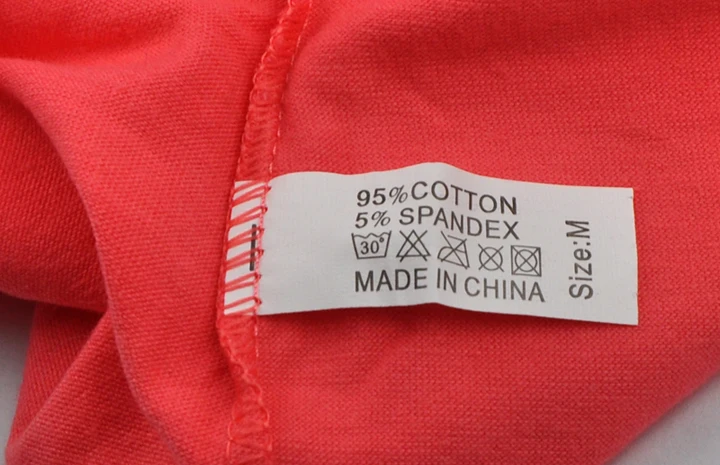 95% COTTON
5% SPANDEX
30°
MADE IN CHINA
Size:M